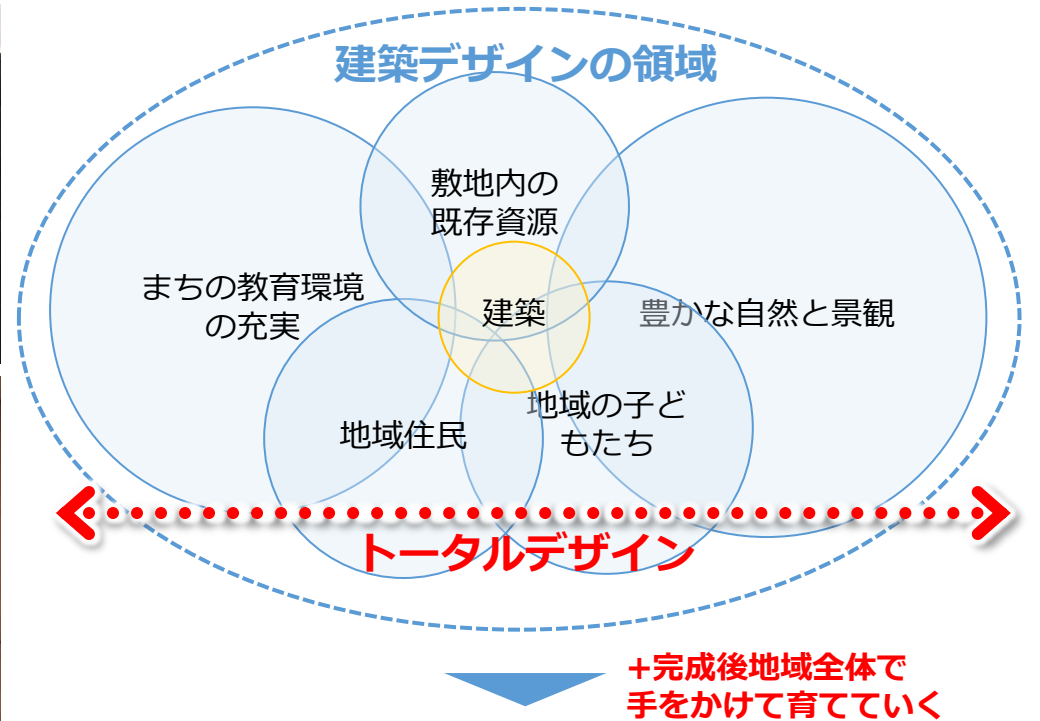 建築デザインの領域
敷地内の
既存資源
まちの教育環境
の充実
建築
豊かな自然と景観
地域の子ど
もたち
地域住民
トータルデザイン
+完成後地域全体で
手をかけて育てていく